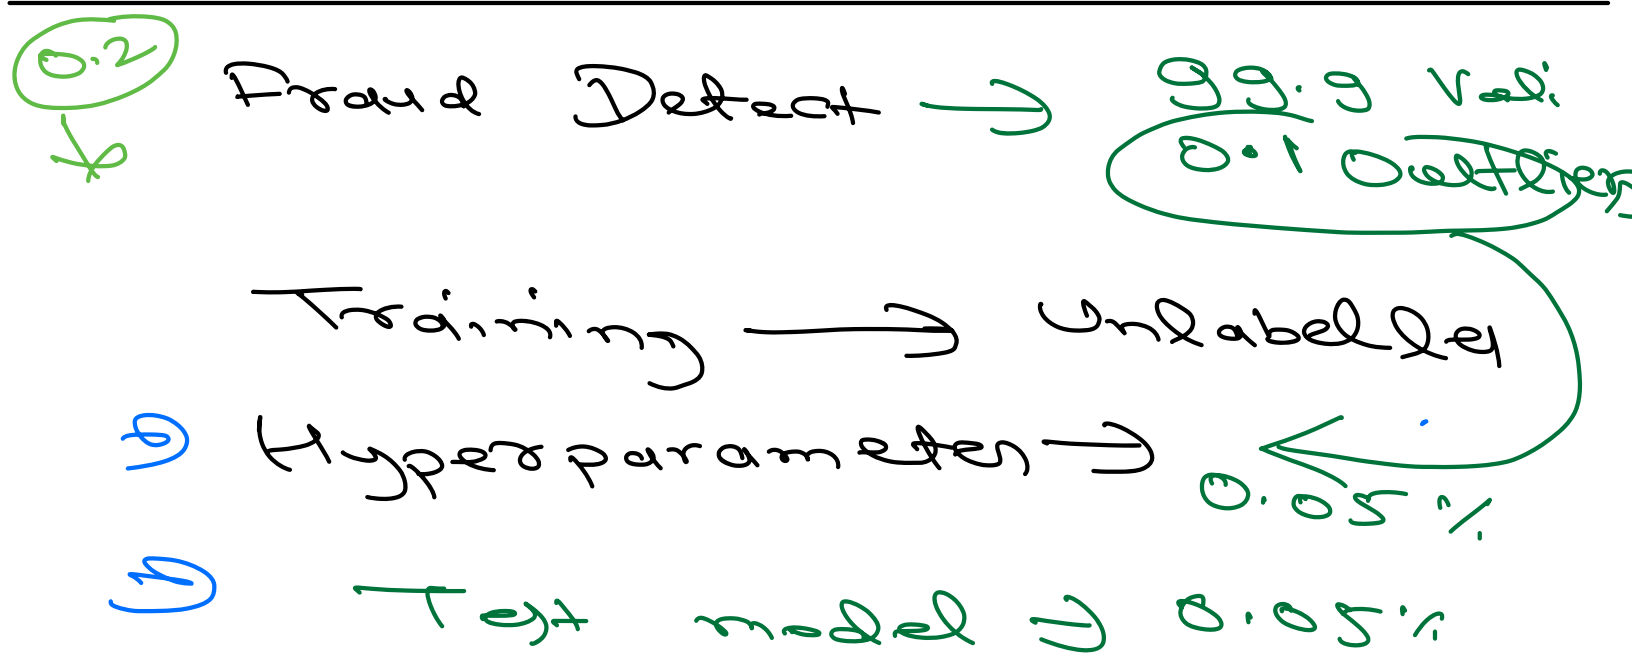 0.2 Fraud Detect → 99.9 Vali
0.1 Outliers
Training → Unlabelled
Hyperparameter → 0.05 %
Test model → 0.05 %